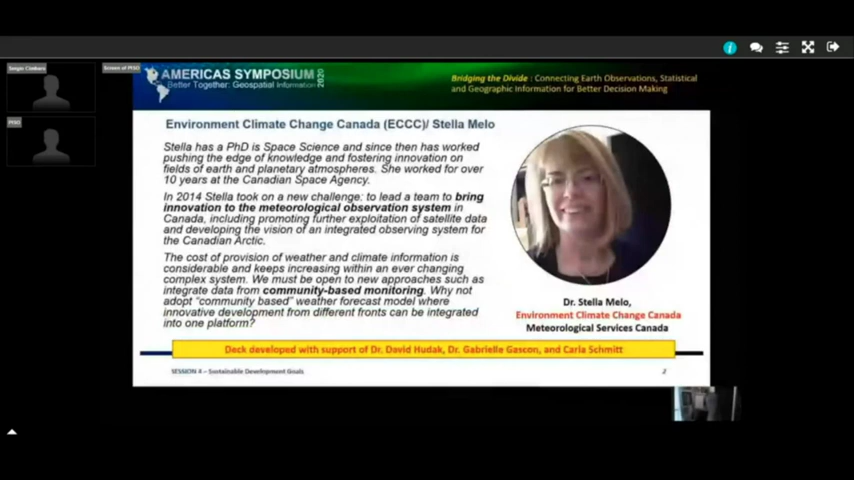 Sergio Cimbaro
Screen of PYSO
PYSO
AMERICAS SYMPOSIUM 2020
Better Together: Geospatial Information
Bridging the Divide : Connecting Earth Observations, Statistical
and Geographic Information for Better Decision Making
Environment Climate Change Canada (ECCC)/ Stella Melo
Stella has a PhD is Space Science and since then has worked
pushing the edge of knowledge and fostering innovation on
fields of earth and planetary atmospheres. She worked for over
10 years at the Canadian Space Agency.
In 2014 Stella took on a new challenge: to lead a team to bring
innovation to the meteorological observation system in
Canada, including promoting further exploitation of satellite data
and developing the vision of an integrated observing system for
the Canadian Arctic.
The cost of provision of weather and climate information is
considerable and keeps increasing within an ever changing
complex system. We must be open to new approaches such as
integrate data from community-based monitoring. Why not
adopt "community based" weather forecast model where
innovative development from different fronts can be integrated
into one platform?
Dr. Stella Melo,
Environment Climate Change Canada
Meteorological Services Canada
Deck developed with support of Dr. David Hudak, Dr. Gabrielle Gascon, and Carla Schmitt
SESSION 4 – Sustainable Development Goals
2